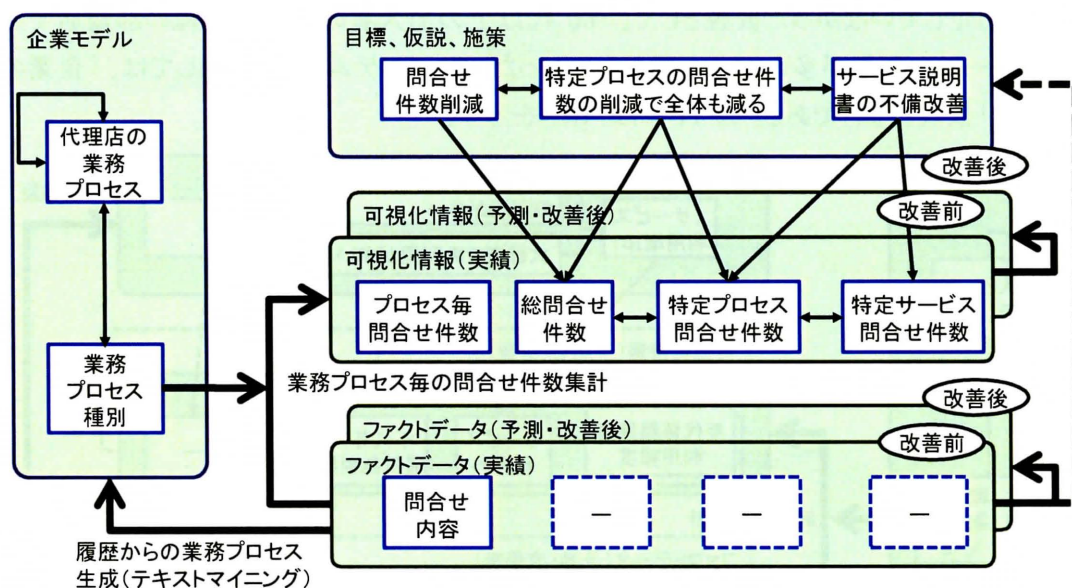 企業モデル
代理店の
業務
プロセス
業務
プロセス
種別
目標、仮説、施策
問合せ
件数削減
特定プロセスの問合せ件
数の削減で全体も減る
サービス説明
書の不備改善
改善後
可視化情報(予測・改善後)
改善前
可視化情報(実績)
プロセス毎
問合せ件数
総問合せ
件数
特定プロセス
問合せ件数
特定サービス
問合せ件数
業務プロセス毎の問合せ件数集計
改善後
ファクトデータ(予測・改善後)
改善前
ファクトデータ(実績)
問合せ
内容
—
—
—
履歴からの業務プロセス
生成(テキストマイニング)